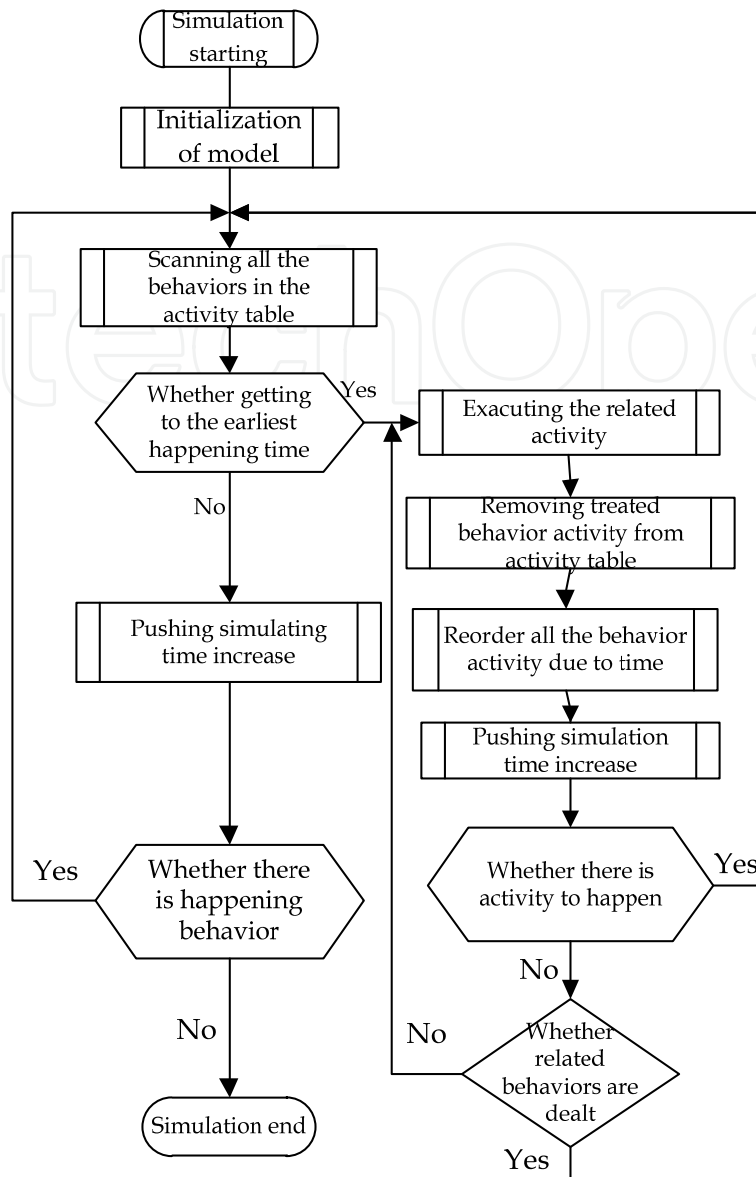 Simulation
starting
Initialization
of model
Scanning all the
behaviors in the
activity table
Whether getting
to the earliest
happening time
Yes
No
Pushing simulating
time increase
Yes
Whether there
is happening
behavior
No
Simulation end
Exacuting the related
activity
Removing treated
behavior activity from
activity table
Reorder all the behavior
activity due to time
Pushing simulation
time increase
Whether there is
activity to happen
Yes
No
No
Whether
related
behaviors are
dealt
Yes
techOpe